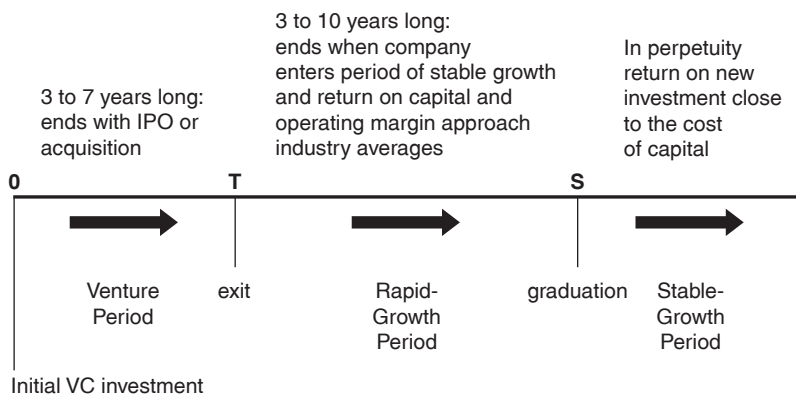 3 to 7 years long:
ends with IPO or
acquisition
3 to 10 years long:
ends when company
enters period of stable growth
and return on capital and
operating margin approach
industry averages
In perpetuity
return on new
investment close
to the cost
of capital
0
T
S
Venture
Period
exit
Rapid-
Growth
Period
graduation
Stable-
Growth
Period
Initial VC investment